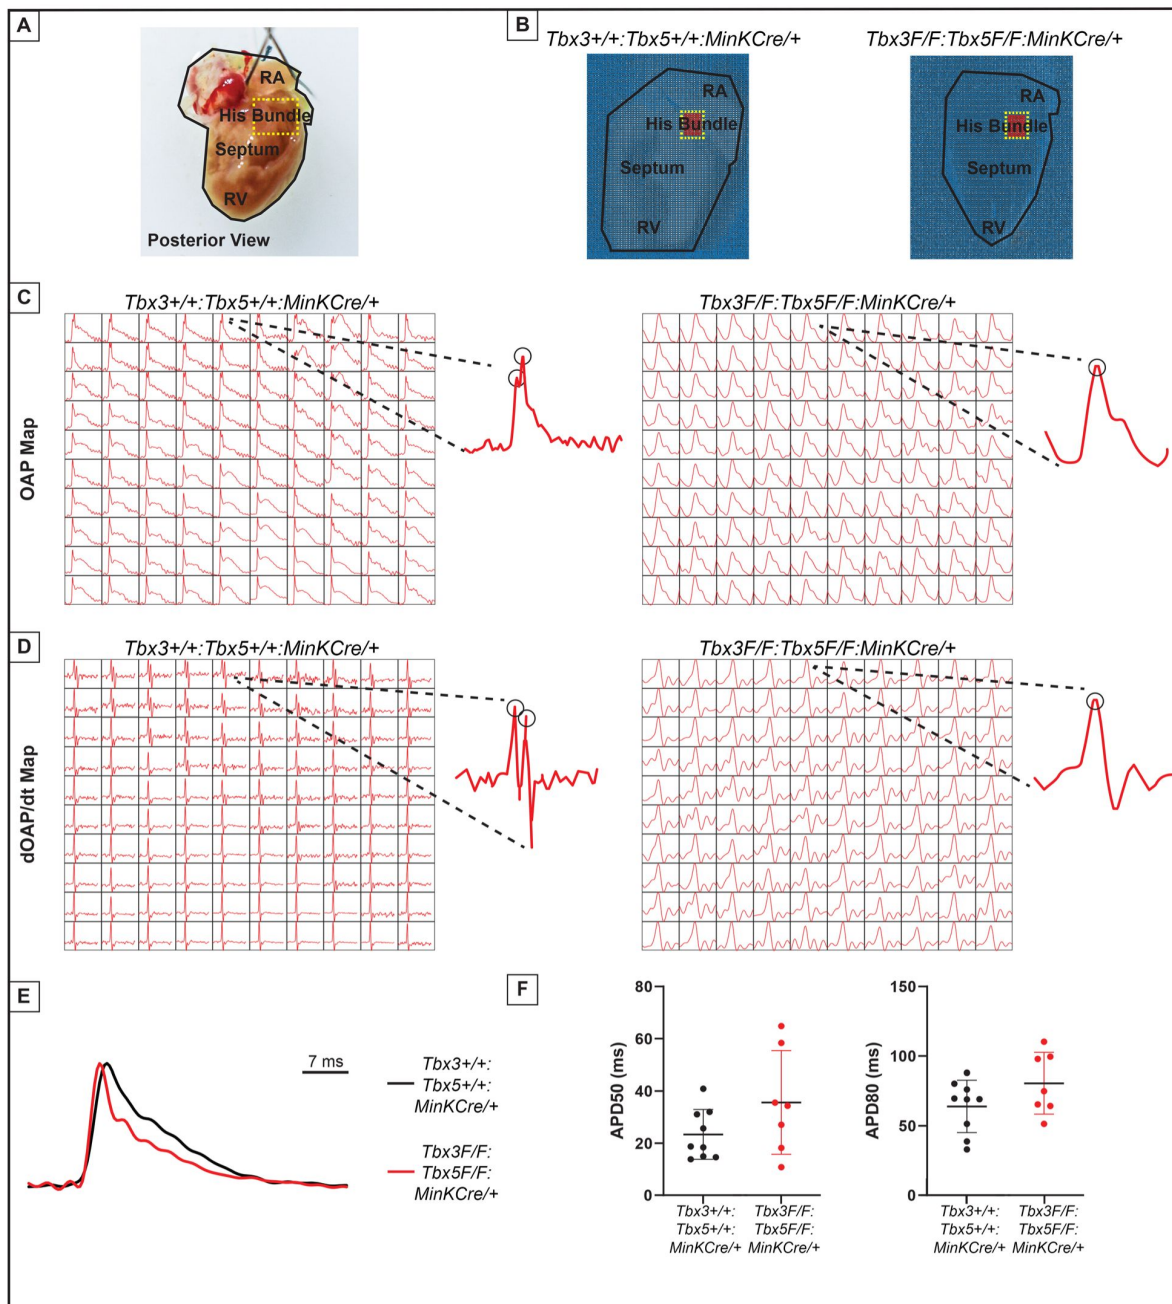 A
RA
His Bundle
Septum
RV
Posterior View
B
Tbx3+/+:Tbx5+/+:MinKCre/+
RA
His Bundle
Septum
RV
Tbx3F/F:Tbx5F/F:MinKCre/+
RA
His Bundle
Septum
RV
C
OAP Map
Tbx3+/+:Tbx5+/+:MinKCre/+
Tbx3F/F:Tbx5F/F:MinKCre/+
D
dOAP/dt Map
Tbx3+/+:Tbx5+/+:MinKCre/+
Tbx3F/F:Tbx5F/F:MinKCre/+
E
7 ms
Tbx3+/+:
Tbx5+/+:
MinKCre/+
Tbx3F/F:
Tbx5F/F:
MinKCre/+
F
APD50 (ms)
80
60
40
20
0
Tbx3+/+:
Tbx5+/+:
MinKCre/+
Tbx3F/F:
Tbx5F/F:
MinKCre/+
APD80 (ms)
150
100
50
0
Tbx3+/+:
Tbx5+/+:
MinKCre/+
Tbx3F/F:
Tbx5F/F:
MinKCre/+